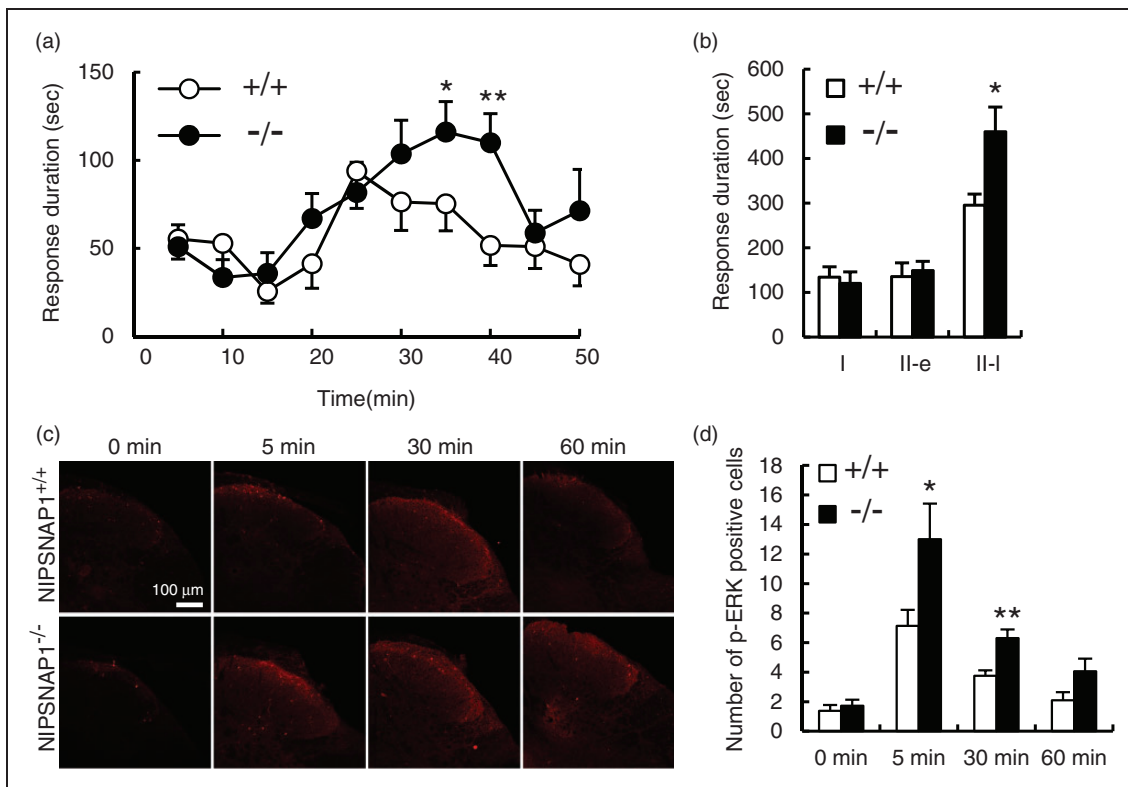 (a)
Response duration (sec)
150
100
50
0
+/+
-/-
*
**
0 10 20 30 40 50
Time(min)
(b)
Response duration (sec)
600
500
400
300
200
100
0
+/+
-/-
*
I II-e II-l
(c)
0 min 5 min 30 min 60 min
NIPSNAP1+/+
100 μm
NIPSNAP1-/-
(d)
Number of p-ERK positive cells
18
16
14
12
10
8
6
4
2
0
+/+
-/-
*
**
0 min 5 min 30 min 60 min